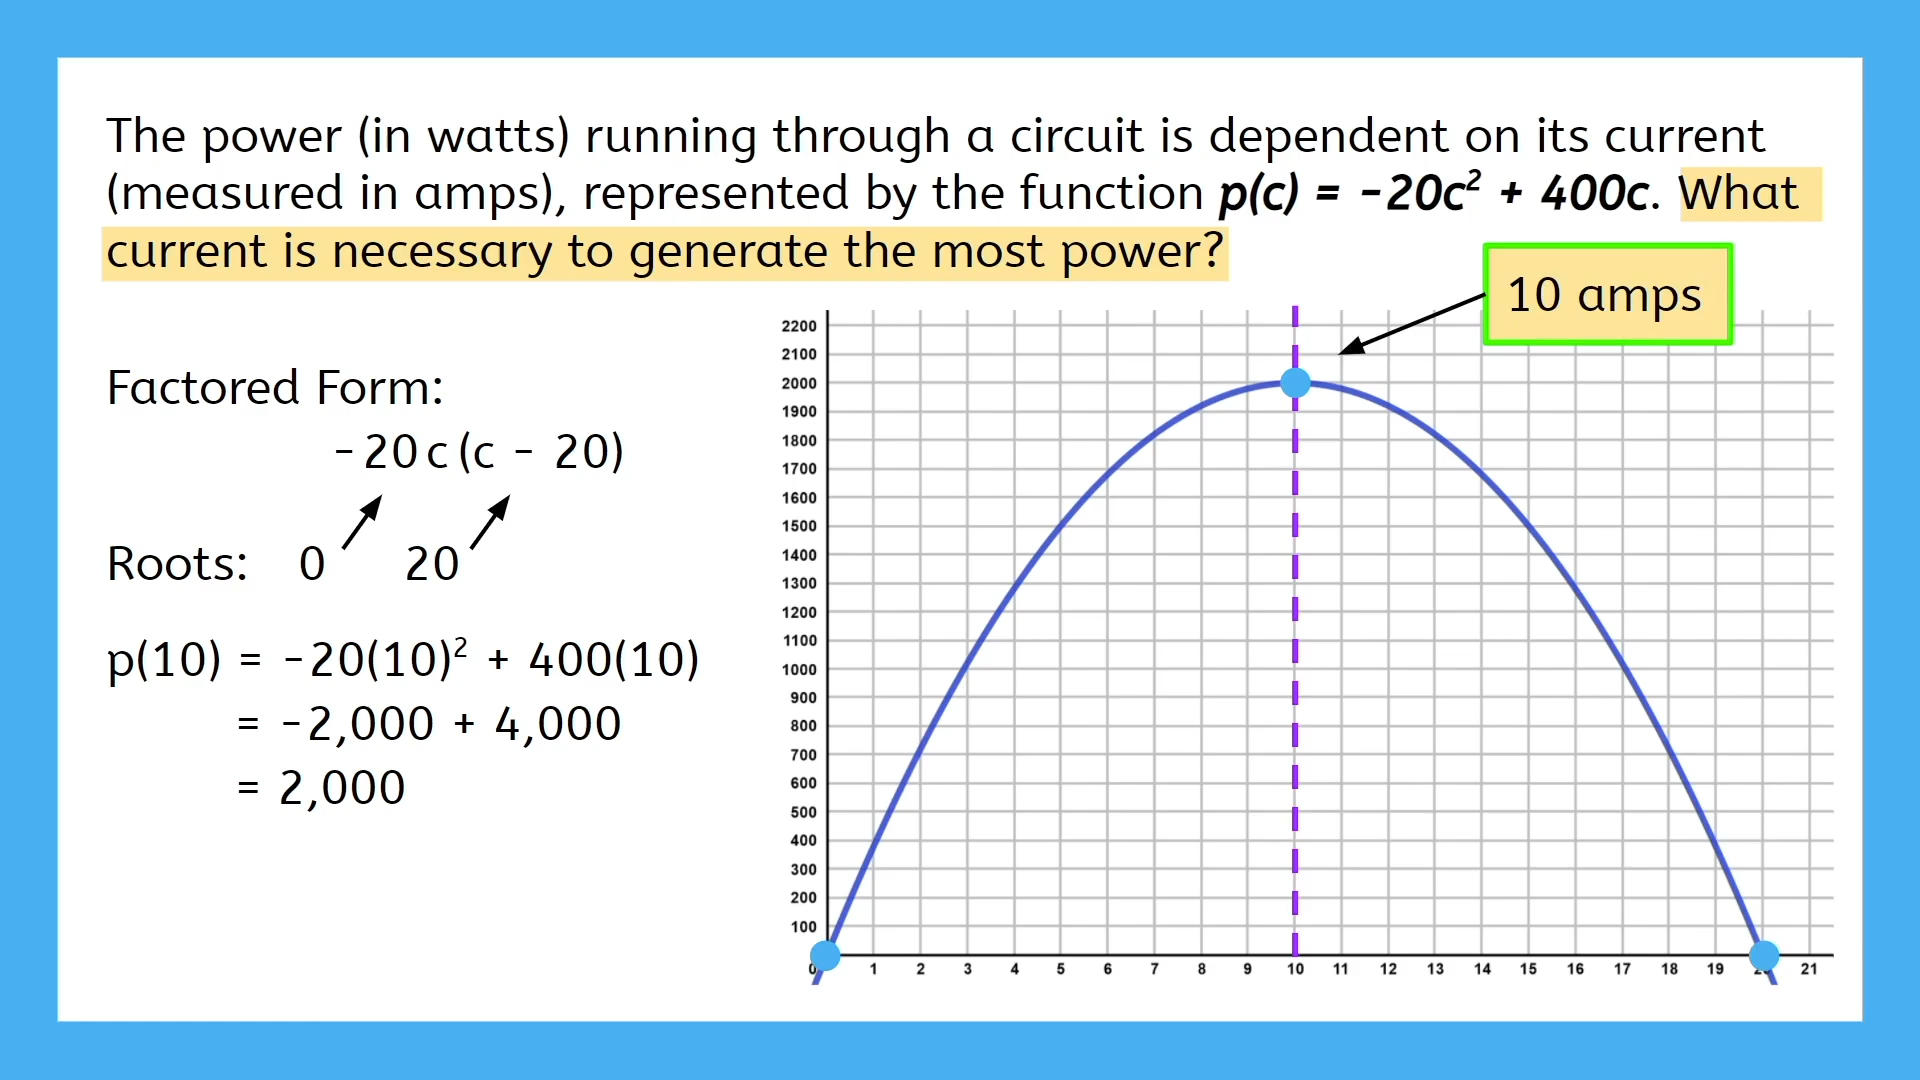 The power (in watts) running through a circuit is dependent on its current
(measured in amps), represented by the function p(c) = -20c² + 400c. What
current is necessary to generate the most power?
10 amps
Factored Form:
-20c(c - 20)
Roots: 0 20
p(10) = -20(10)² + 400(10)
= -2,000 + 4,000
= 2,000
2200
2100
2000
1900
1800
1700
1600
1500
1400
1300
1200
1100
1000
900
800
700
600
500
400
300
200
100
0 1 2 3 4 5 6 7 8 9 10 11 12 13 14 15 16 17 18 19 20 21